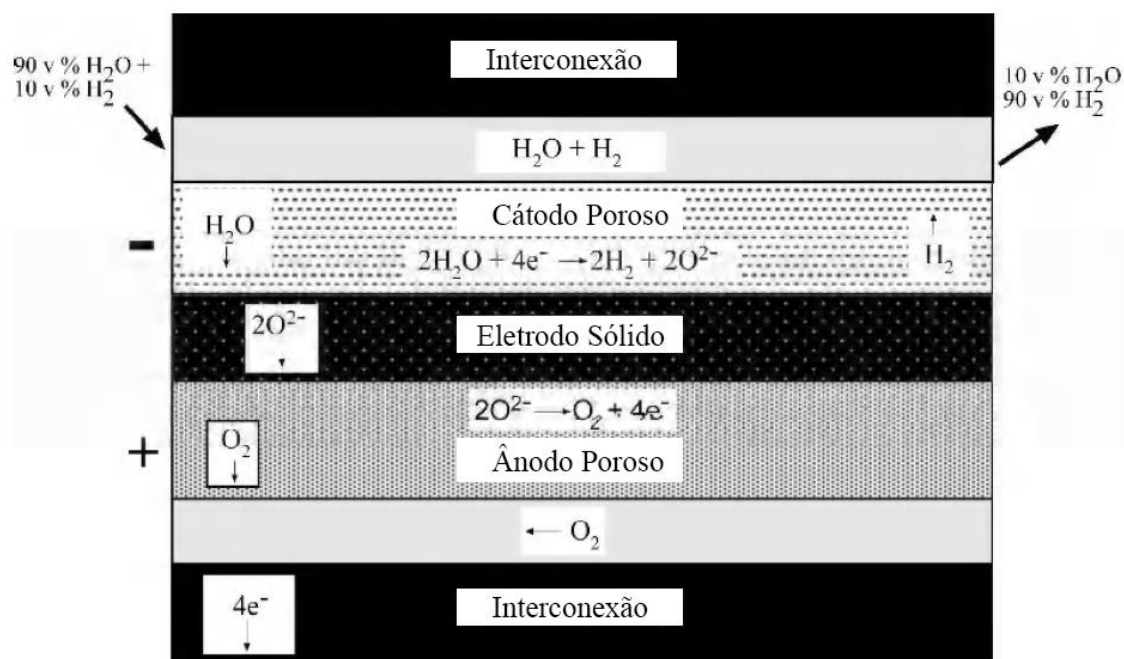 Interconexão
90 v % H₂O +
10 v % H₂
10 v % H₂O
90 v % H₂
H₂O + H₂
Cátodo Poroso
H₂O
↓
2H₂O + 4e⁻ → 2H₂ + 2O²⁻
↑
H₂
-
2O²⁻
↓
Eletrodo Sólido
2O²⁻ → O₂ + 4e⁻
+
O₂
↓
Ânodo Poroso
← O₂
4e⁻
↓
Interconexão